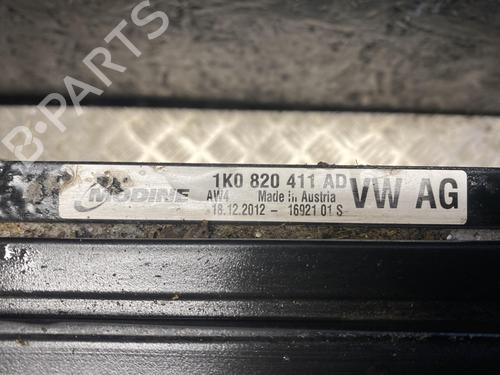 MODINE
1K0 820 411 AD
AW4 Made in Austria
18.12.2012- 16921 01 S
VW AG
B-PARTS